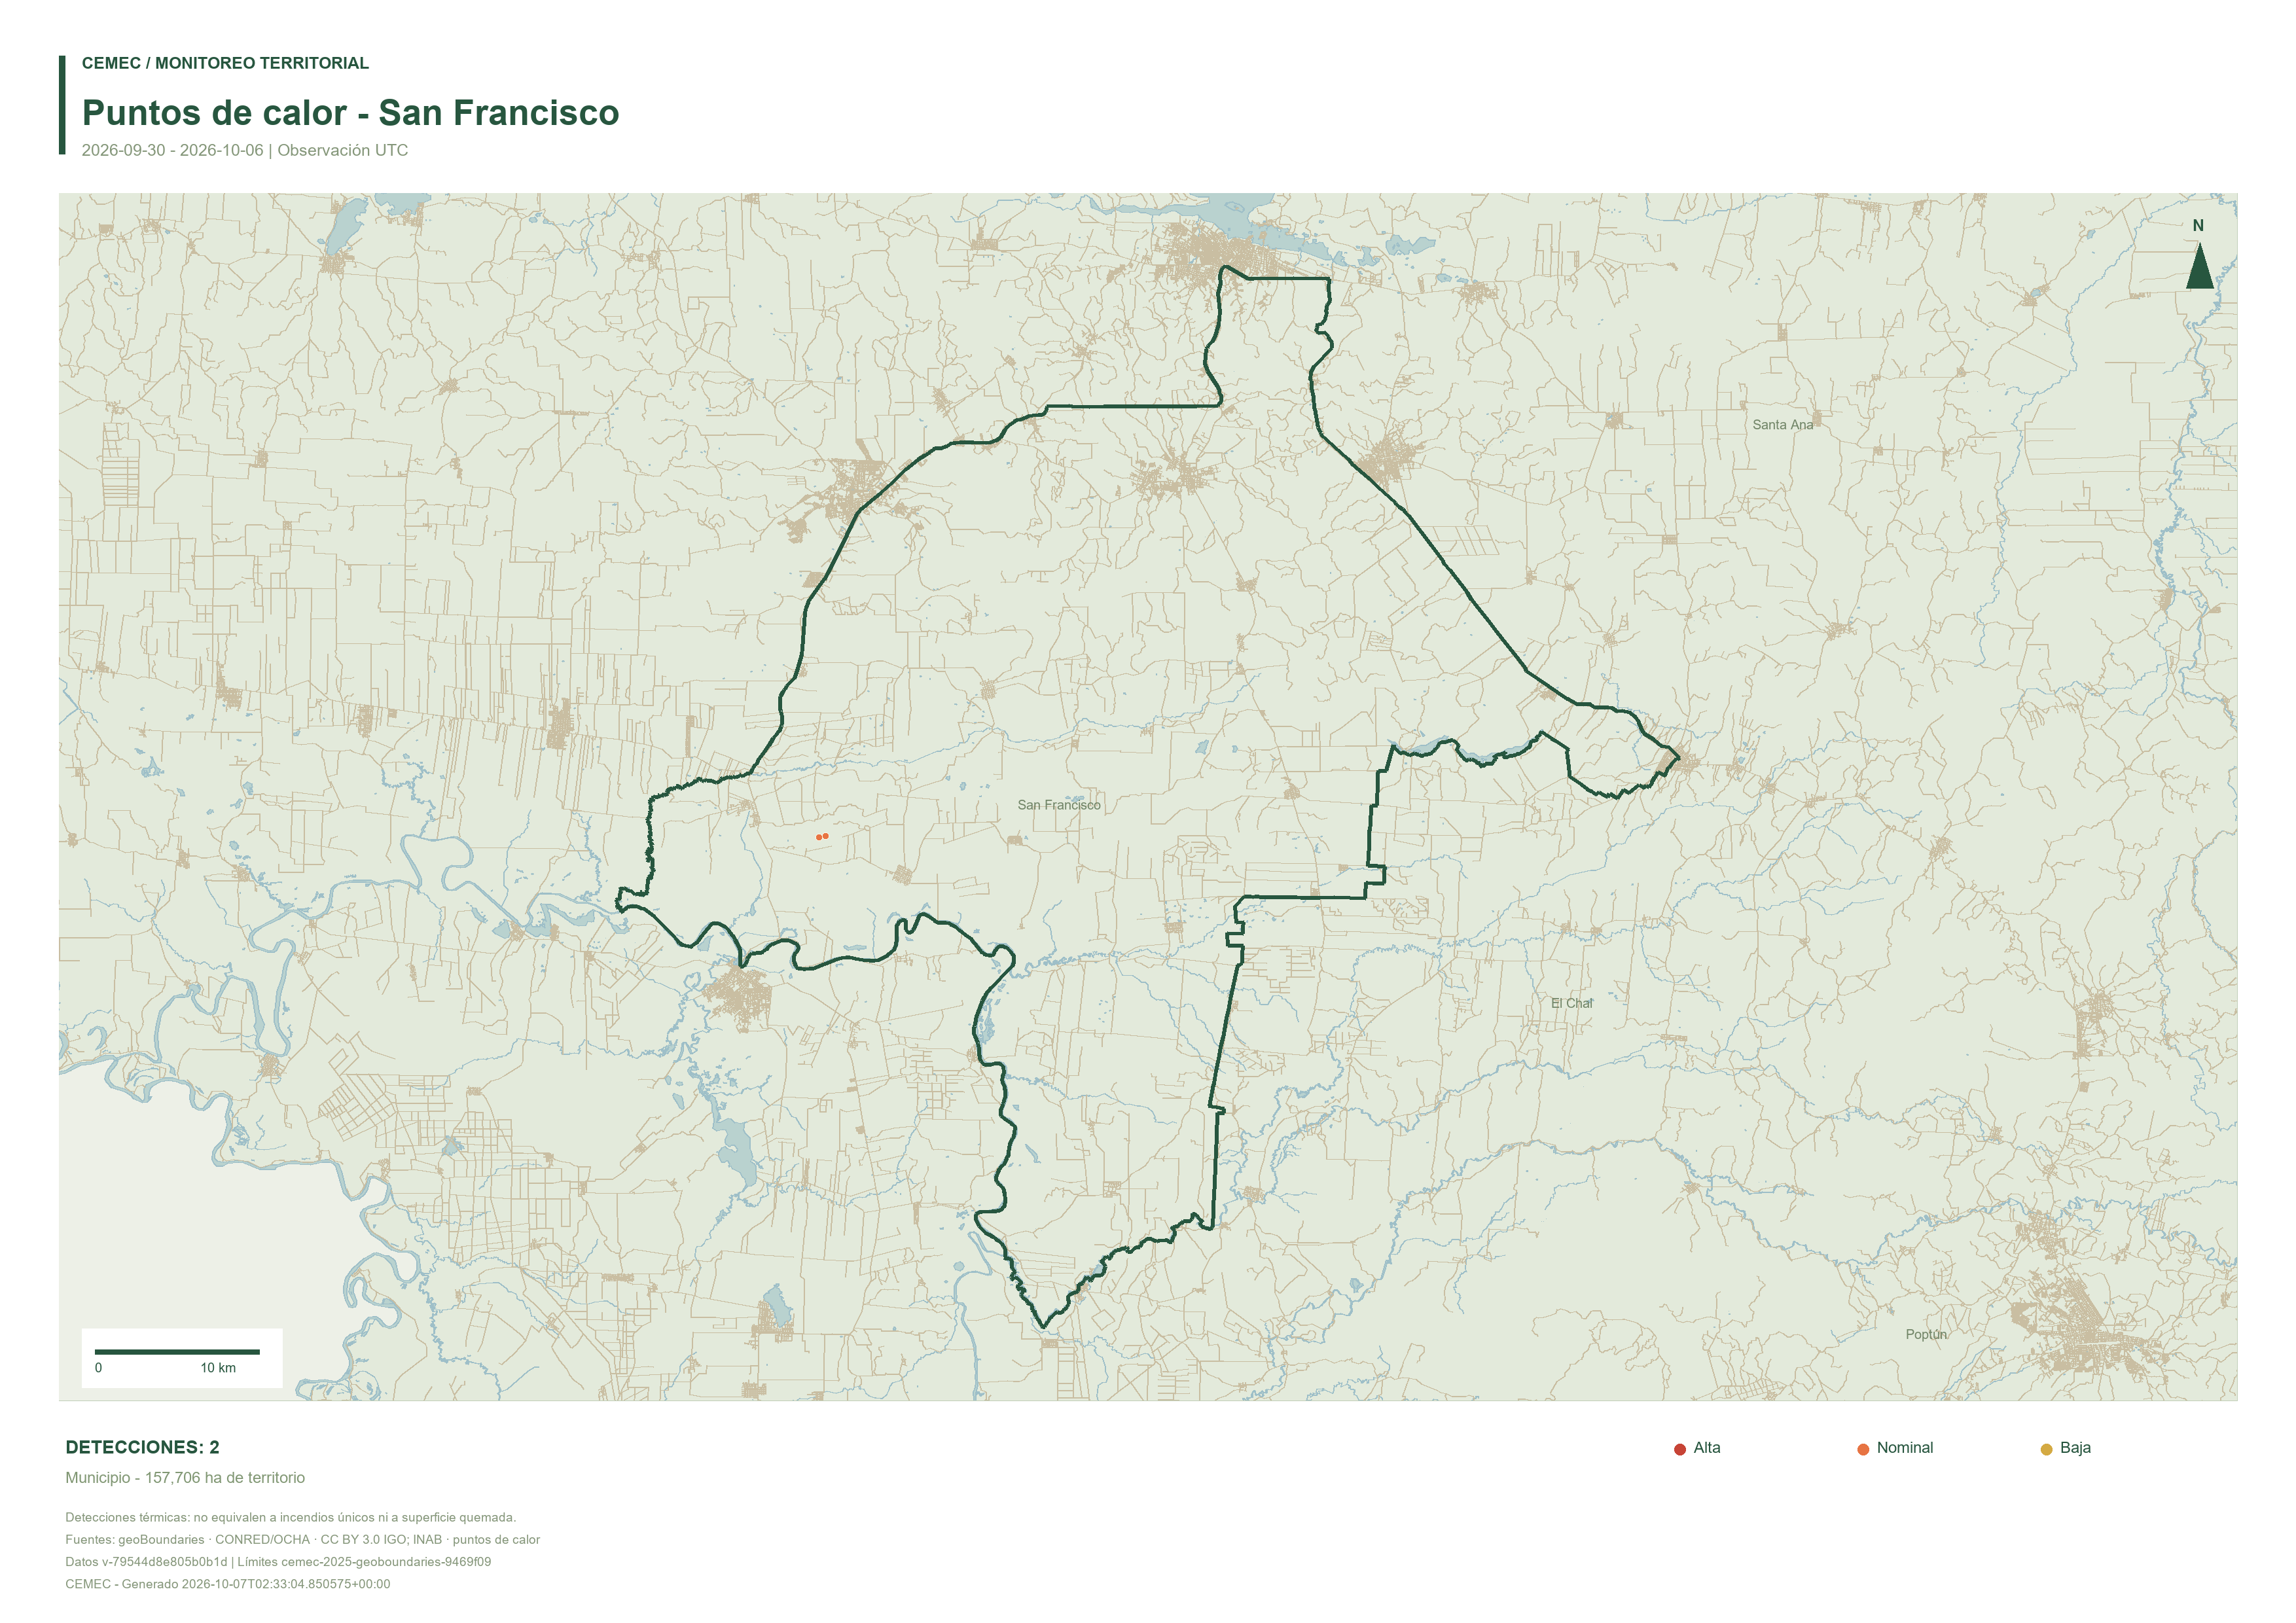 CEMEC / MONITOREO TERRITORIAL
Puntos de calor - San Francisco
2026-09-30 - 2026-10-06 | Observación UTC
N
Santa Ana
San Francisco
El Chal
Poptún
0 10 km
DETECCIONES: 2
Alta Nominal Baja
Municipio - 157,706 ha de territorio
Detecciones térmicas: no equivalen a incendios únicos ni a superficie quemada.
Fuentes: geoBoundaries · CONRED/OCHA · CC BY 3.0 IGO; INAB · puntos de calor
Datos v-79544d8e805b0b1d | Límites cemec-2025-geoboundaries-9469f09
CEMEC - Generado 2026-10-07T02:33:04.850575+00:00